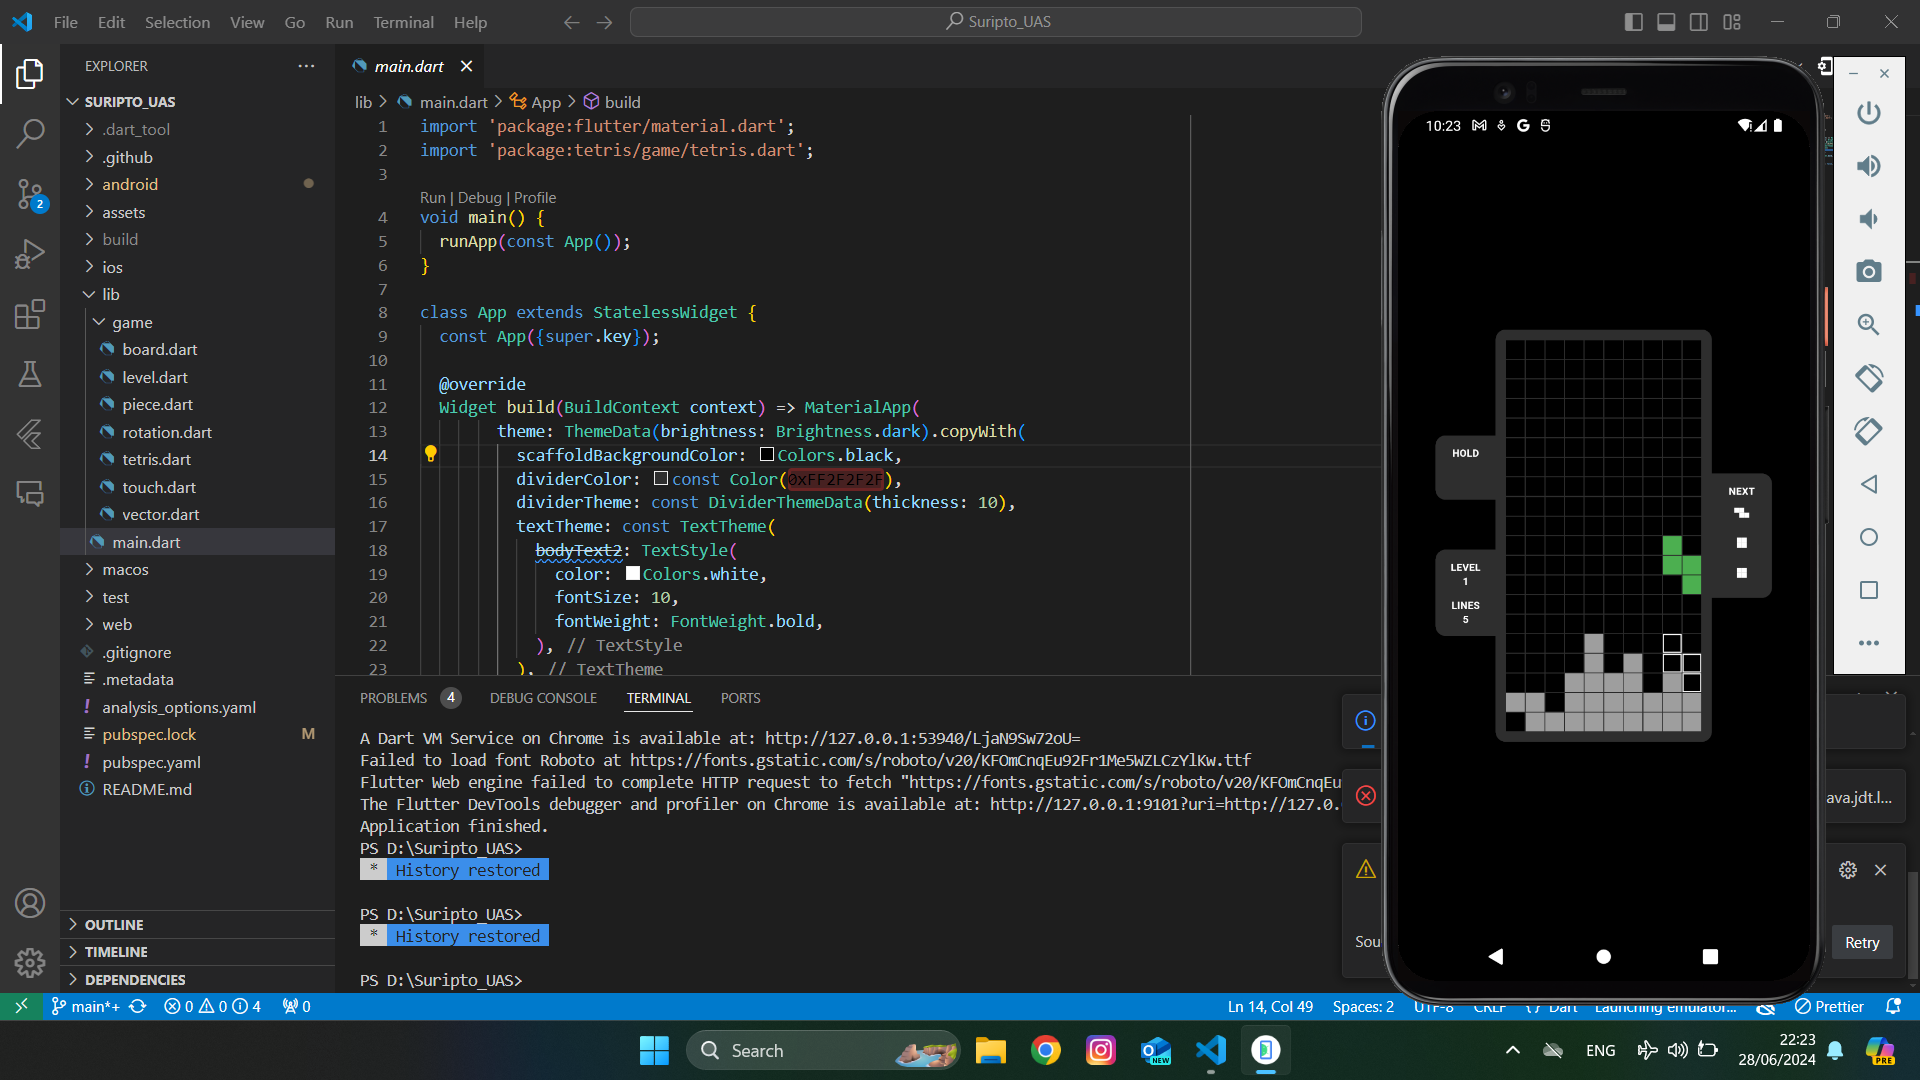 File Edit Selection View Go Run Terminal Help
Suripto_UAS
EXPLORER
SURIPTO_UAS
.dart_tool
.github
android
assets
build
ios
lib
game
board.dart
level.dart
piece.dart
rotation.dart
tetris.dart
touch.dart
vector.dart
main.dart
macos
test
web
.gitignore
.metadata
analysis_options.yaml
pubspec.lock M
pubspec.yaml
README.md
OUTLINE
TIMELINE
DEPENDENCIES
2
main.dart
lib > main.dart > App > build
1 import 'package:flutter/material.dart';
2 import 'package:tetris/game/tetris.dart';
3
Run | Debug | Profile
4 void main() {
5 runApp(const App());
6 }
7
8 class App extends StatelessWidget {
9 const App({super.key});
10
11 @override
12 Widget build(BuildContext context) => MaterialApp(
13 theme: ThemeData(brightness: Brightness.dark).copyWith(
14 scaffoldBackgroundColor: Colors.black,
15 dividerColor: const Color(0xFF2F2F2F),
16 dividerTheme: const DividerThemeData(thickness: 10),
17 textTheme: const TextTheme(
18 bodyText2: TextStyle(
19 color: Colors.white,
20 fontSize: 10,
21 fontWeight: FontWeight.bold,
22 ), // TextStyle
23 ), // TextTheme
PROBLEMS 4 DEBUG CONSOLE TERMINAL PORTS
A Dart VM Service on Chrome is available at: http://127.0.0.1:53940/LjaN9Sw72oU=
Failed to load font Roboto at https://fonts.gstatic.com/s/roboto/v20/KFOmCnqEu92Fr1Me5WZLCzYlKw.ttf
Flutter Web engine failed to complete HTTP request to fetch "https://fonts.gstatic.com/s/roboto/v20/KFOmCnqEu
The Flutter DevTools debugger and profiler on Chrome is available at: http://127.0.0.1:9101?uri=http://127.0.
Application finished.
PS D:\Suripto_UAS>
* History restored
PS D:\Suripto_UAS>
* History restored
PS D:\Suripto_UAS>
10:23
HOLD
NEXT
LEVEL
1
LINES
5
ava.jdt.l...
Sou
Retry
main*+ 0 0 4 0
Ln 14, Col 49 Spaces: 2 UTF-8 CRLF {} Dart Launching emulator... Prettier
Search
NEW
ENG
22:23
28/06/2024
PRE